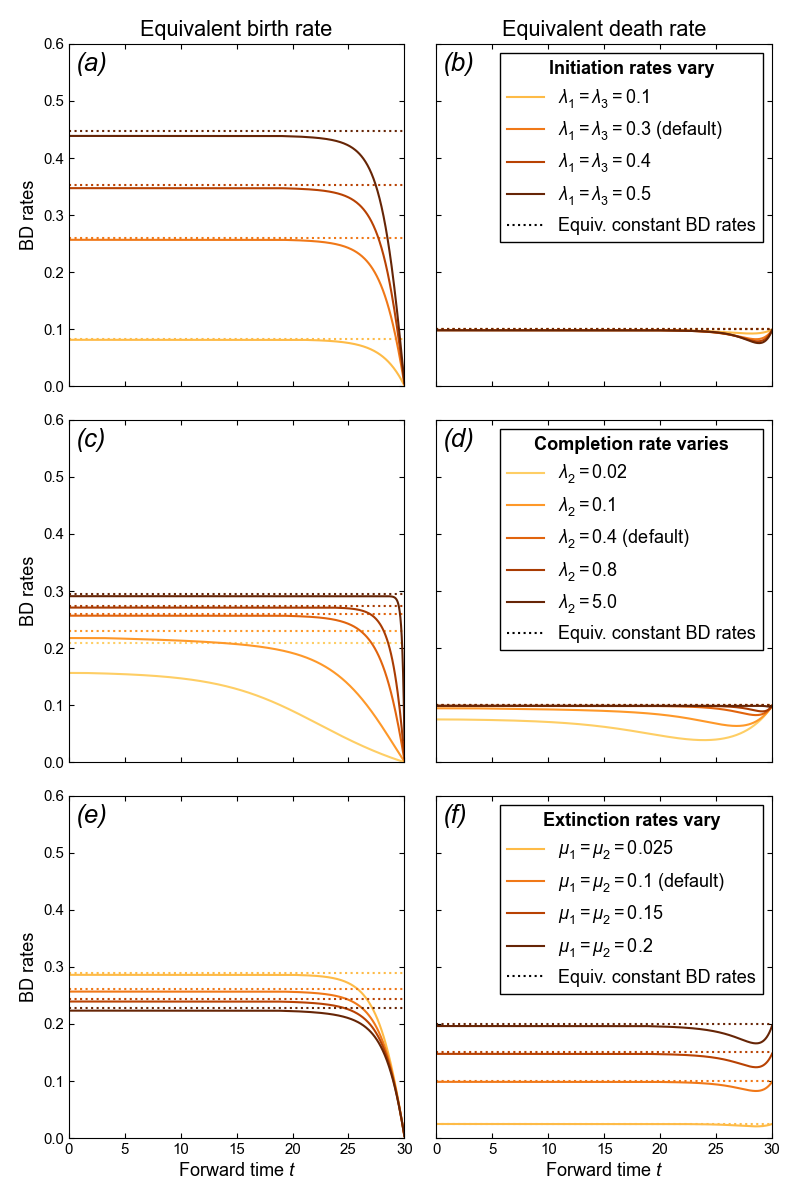 Equivalent birth rate
Equivalent death rate
(a)
0.6
0.5
0.4
0.3
0.2
0.1
0.0
BD rates
(b)
Initiation rates vary
λ₁ = λ₃ = 0.1
λ₁ = λ₃ = 0.3 (default)
λ₁ = λ₃ = 0.4
λ₁ = λ₃ = 0.5
Equiv. constant BD rates
(c)
0.6
0.5
0.4
0.3
0.2
0.1
0.0
BD rates
(d)
Completion rate varies
λ₂ = 0.02
λ₂ = 0.1
λ₂ = 0.4 (default)
λ₂ = 0.8
λ₂ = 5.0
Equiv. constant BD rates
(e)
0.6
0.5
0.4
0.3
0.2
0.1
0.0
BD rates
0 5 10 15 20 25 30
Forward time t
(f)
Extinction rates vary
μ₁ = μ₂ = 0.025
μ₁ = μ₂ = 0.1 (default)
μ₁ = μ₂ = 0.15
μ₁ = μ₂ = 0.2
Equiv. constant BD rates
0 5 10 15 20 25 30
Forward time t